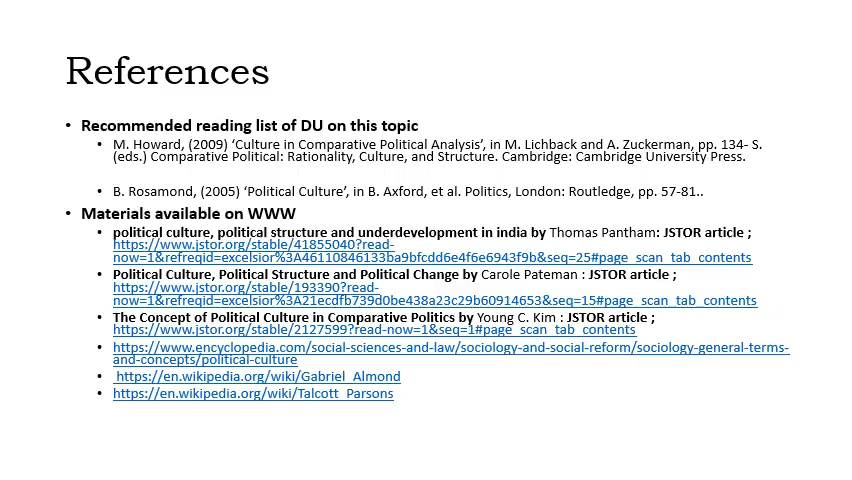 References
• Recommended reading list of DU on this topic
• M. Howard, (2009) ‘Culture in Comparative Political Analysis’, in M. Lichback and A. Zuckerman, pp. 134- S.
(eds.) Comparative Political: Rationality, Culture, and Structure. Cambridge: Cambridge University Press.
• B. Rosamond, (2005) ‘Political Culture’, in B. Axford, et al. Politics, London: Routledge, pp. 57-81..
• Materials available on WWW
• political culture, political structure and underdevelopment in india by Thomas Pantham: JSTOR article ;
https://www.jstor.org/stable/41855040?read-
now=1&refreqid=excelsior%3A46110846133ba9bfcdd6e4f6e6943f9b&seq=25#page_scan_tab_contents
• Political Culture, Political Structure and Political Change by Carole Pateman : JSTOR article ;
https://www.jstor.org/stable/193390?read-
now=1&refreqid=excelsior%3A21ecdfb739d0be438a23c29b60914653&seq=15#page_scan_tab_contents
• The Concept of Political Culture in Comparative Politics by Young C. Kim : JSTOR article ;
https://www.jstor.org/stable/2127599?read-now=1&seq=1#page_scan_tab_contents
• https://www.encyclopedia.com/social-sciences-and-law/sociology-and-social-reform/sociology-general-terms-
and-concepts/political-culture
• https://en.wikipedia.org/wiki/Gabriel_Almond
• https://en.wikipedia.org/wiki/Talcott_Parsons